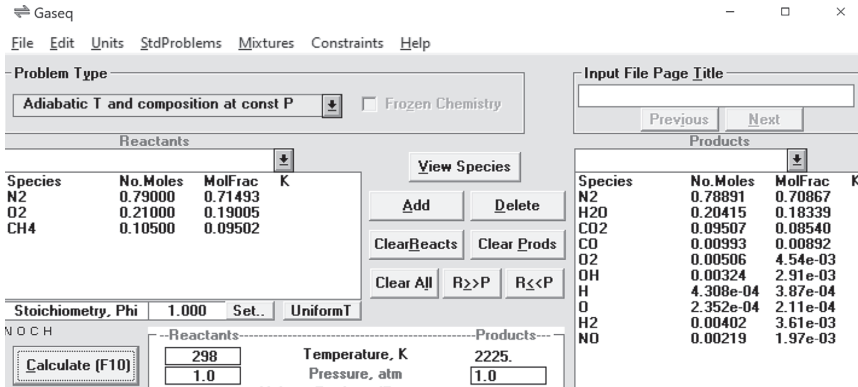 Gaseq
File Edit Units StdProblems Mixtures Constraints Help
Problem Type
Input File Page Title
Adiabatic T and composition at const P
Frozen Chemistry
Previous Next
Reactants
Products
View Species
Species No.Moles MolFrac K
N2 0.79000 0.71493
O2 0.21000 0.19005
CH4 0.10500 0.09502
Add Delete
ClearReacts Clear Prods
Clear All R>>P R<<P
Species No.Moles MolFrac K
N2 0.78891 0.70867
H2O 0.20415 0.18339
CO2 0.09507 0.08540
CO 0.00993 0.00892
O2 0.00506 4.54e-03
OH 0.00324 2.91e-03
H 4.308e-04 3.87e-04
O 2.352e-04 2.11e-04
H2 0.00402 3.61e-03
NO 0.00219 1.97e-03
Stoichiometry, Phi 1.000 Set.. UniformT
N O C H
Calculate (F10)
--Reactants-- --Products---
298 Temperature, K 2225.
1.0 Pressure, atm 1.0